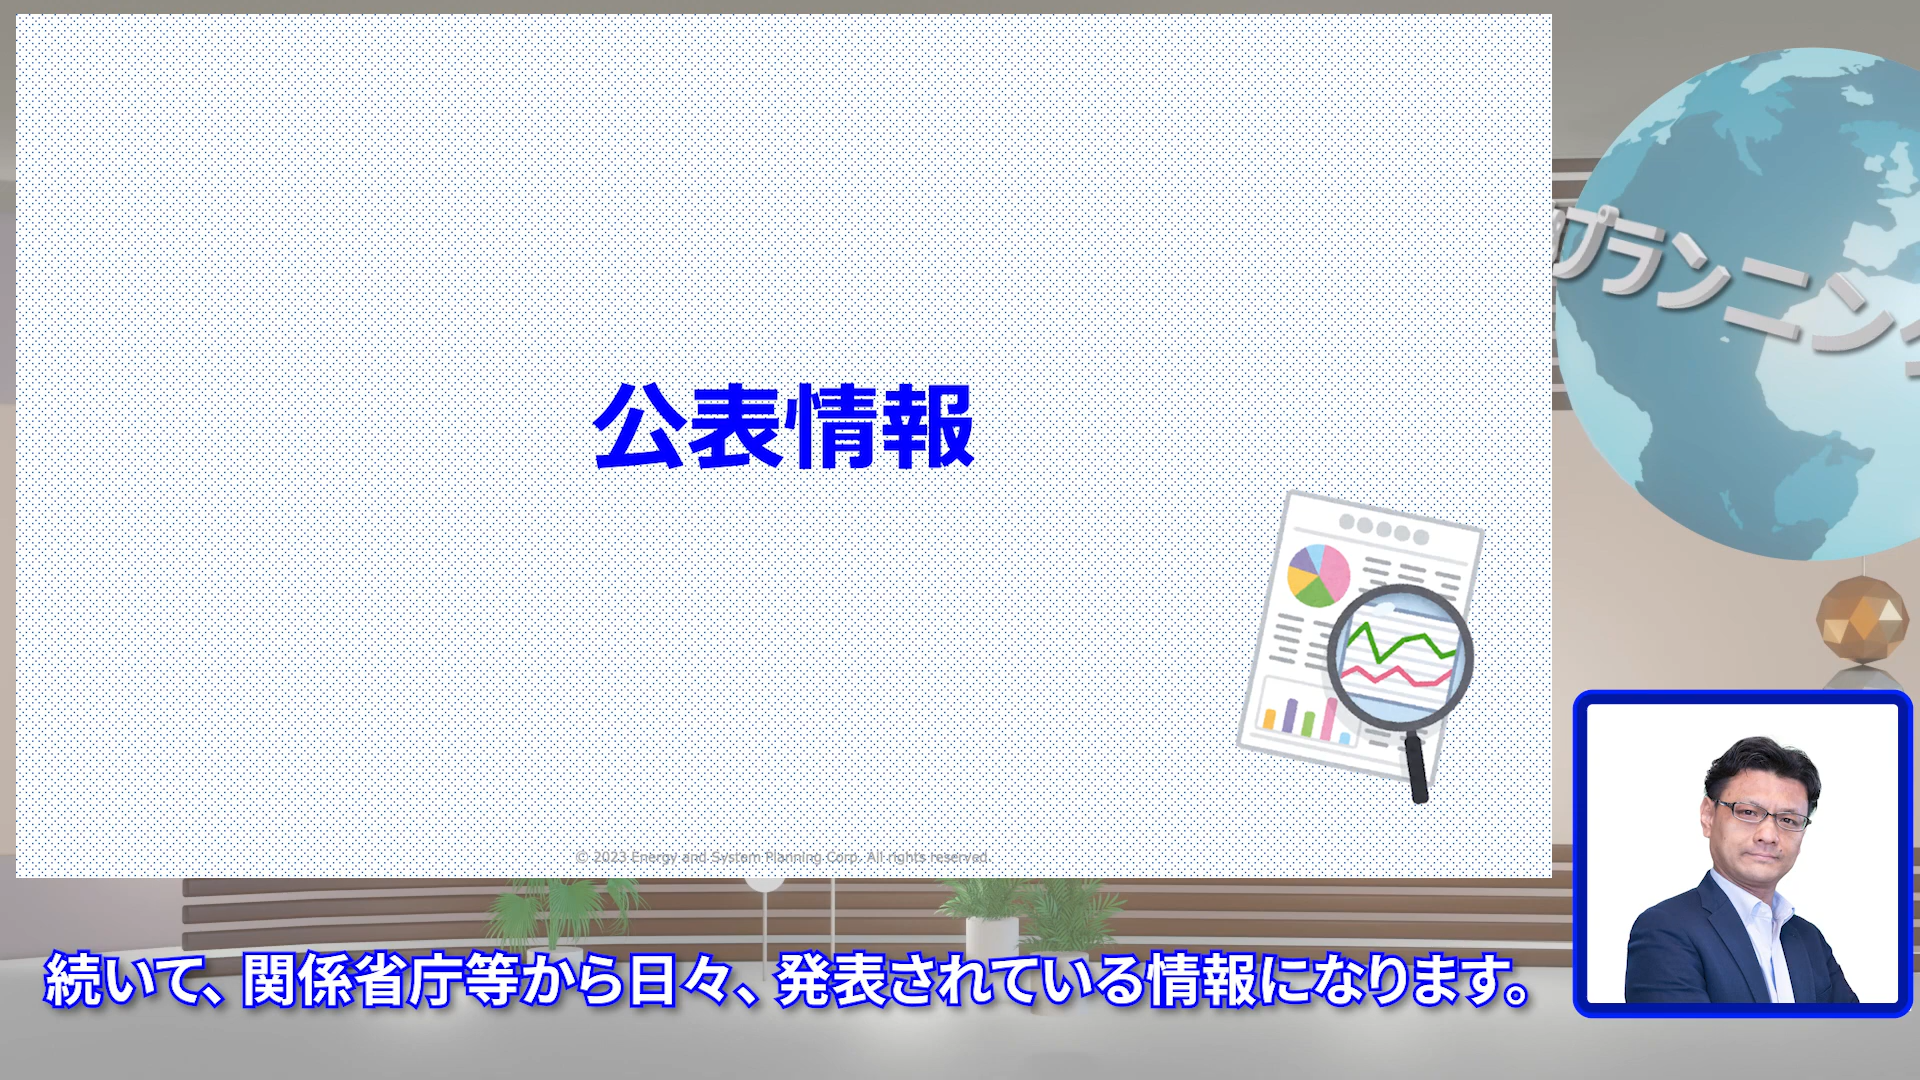 公表情報
プランニング
© 2023 Energy and System Planning Corp. All rights reserved.
続いて、関係省庁等から日々、発表されている情報になります。